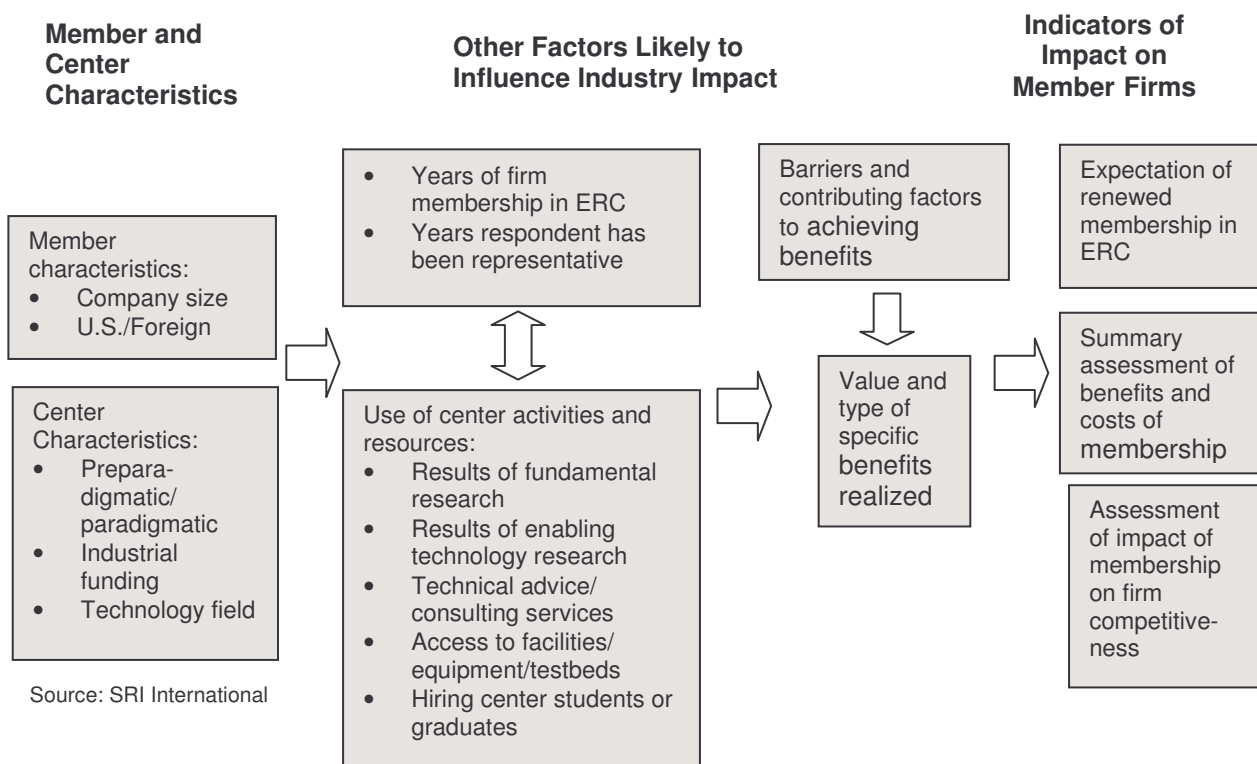 Member and
Center
Characteristics
Other Factors Likely to
Influence Industry Impact
Indicators of
Impact on
Member Firms
Member
characteristics:
• Company size
• U.S./Foreign
Center
Characteristics:
• Prepara-
digmatic/
paradigmatic
• Industrial
funding
• Technology field
Source: SRI International
• Years of firm
membership in ERC
• Years respondent has
been representative
Use of center activities and
resources:
• Results of fundamental
research
• Results of enabling
technology research
• Technical advice/
consulting services
• Access to facilities/
equipment/testbeds
• Hiring center students or
graduates
Barriers and
contributing factors
to achieving
benefits
Value and
type of
specific
benefits
realized
Expectation of
renewed
membership in
ERC
Summary
assessment of
benefits and
costs of
membership
Assessment
of impact of
membership
on firm
competitive-
ness